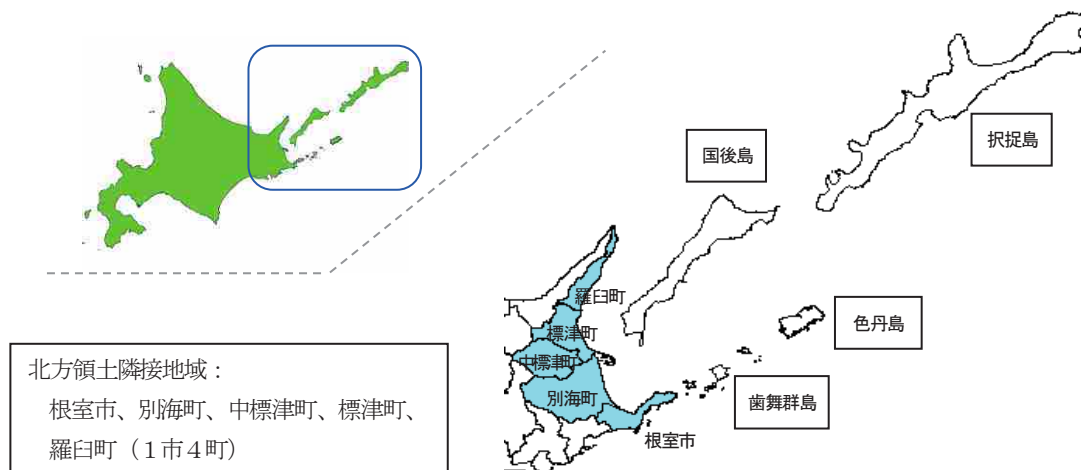 国後島
択捉島
羅臼町
標津町
色丹島
中標津町
別海町
歯舞群島
根室市
北方領土隣接地域：
根室市、別海町、中標津町、標津町、
羅臼町（１市４町）